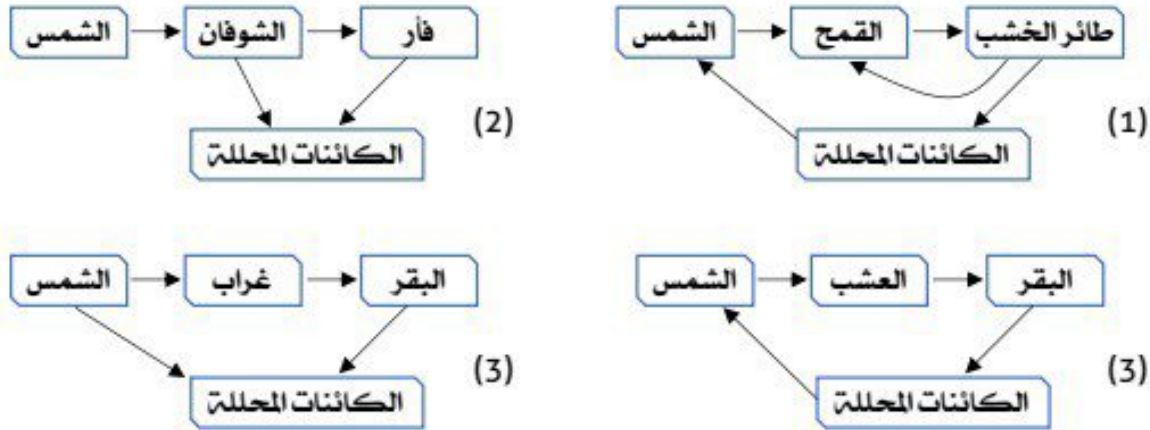 الشمس القمح طائر الخشب
الكائنات المحللة
(1)
الشمس الشوفان فأر
الكائنات المحللة
(2)
الشمس العشب البقر
الكائنات المحللة
(3)
الشمس غراب البقر
الكائنات المحللة
(3)